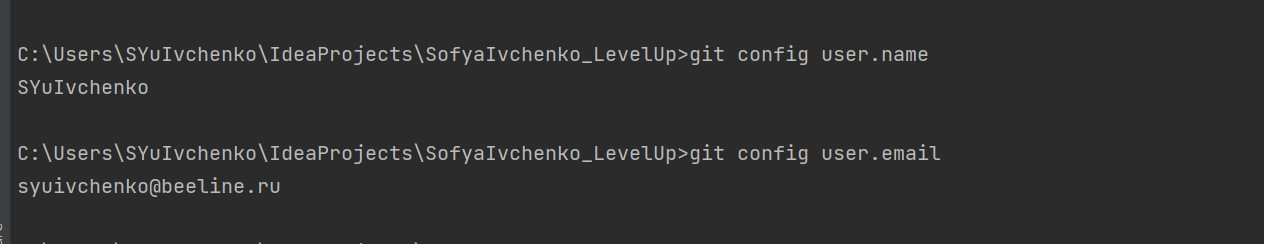 C:\Users\SYuIvchenko\IdeaProjects\SofyaIvchenko_LevelUp>git config user.name
SYuIvchenko
C:\Users\SYuIvchenko\IdeaProjects\SofyaIvchenko_LevelUp>git config user.email
syuivchenko@beeline.ru